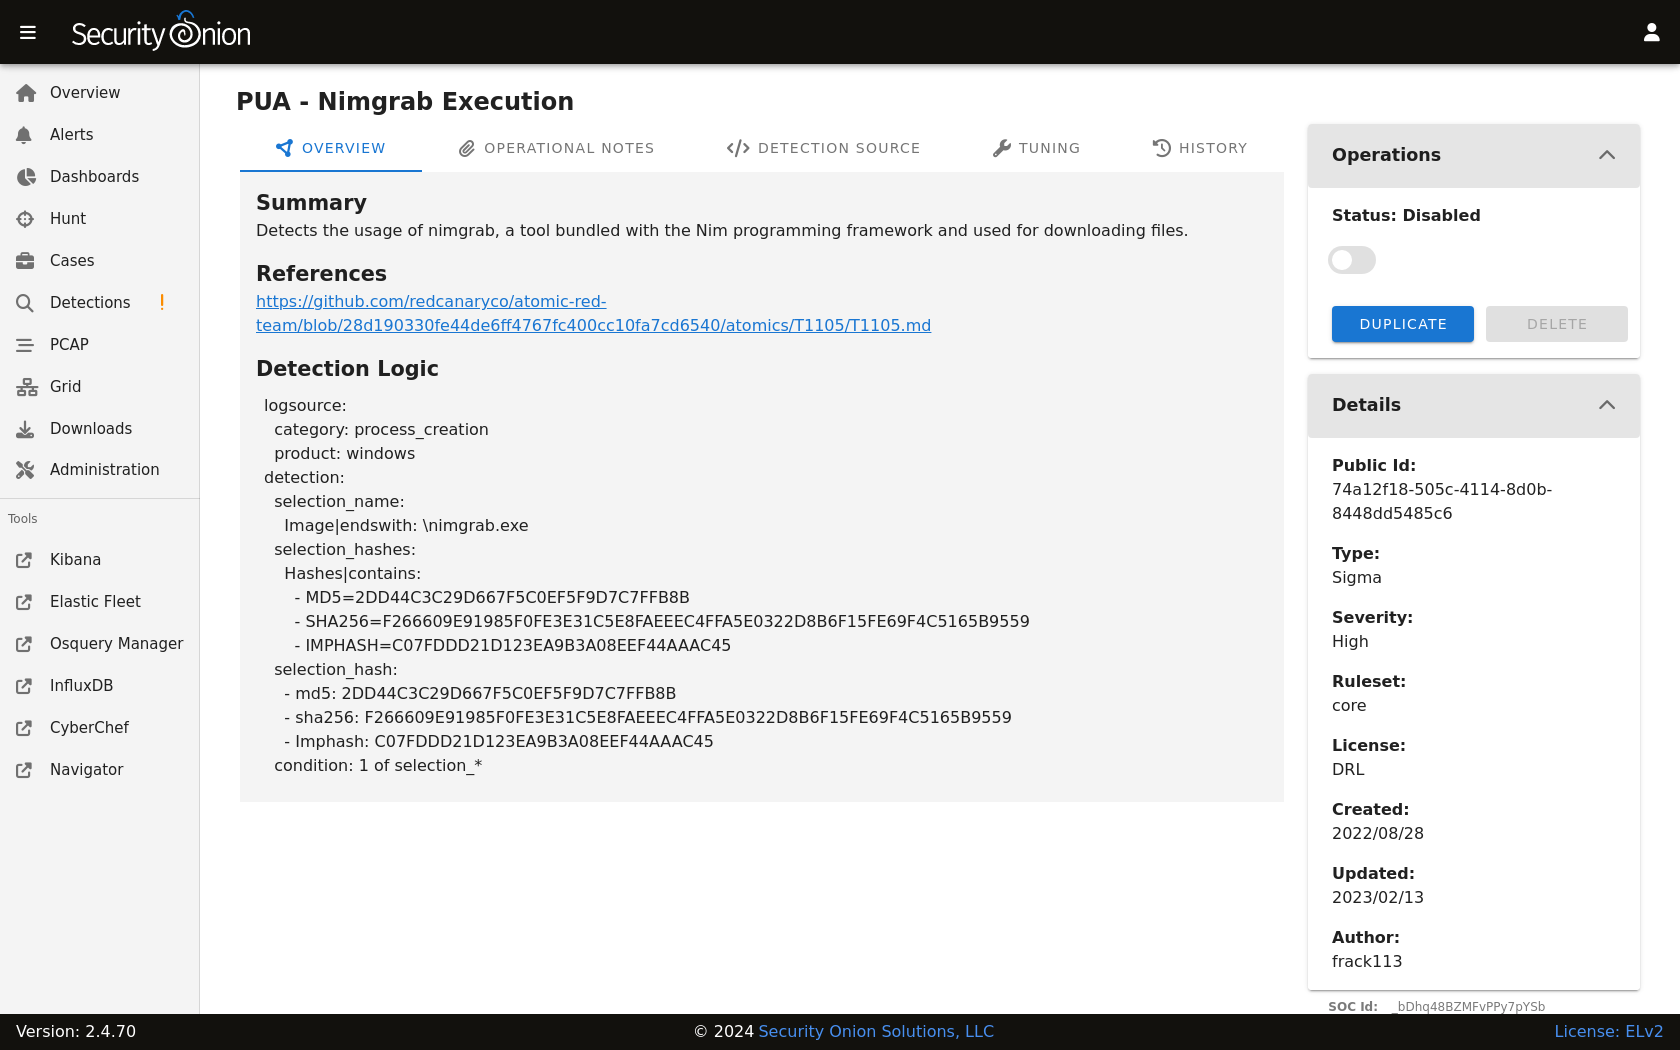 Security Onion
Overview
Alerts
Dashboards
Hunt
Cases
Detections !
PCAP
Grid
Downloads
Administration
Tools
Kibana
Elastic Fleet
Osquery Manager
InfluxDB
CyberChef
Navigator
PUA - Nimgrab Execution
OVERVIEW OPERATIONAL NOTES DETECTION SOURCE TUNING HISTORY
Summary
Detects the usage of nimgrab, a tool bundled with the Nim programming framework and used for downloading files.
References
https://github.com/redcanaryco/atomic-red-
team/blob/28d190330fe44de6ff4767fc400cc10fa7cd6540/atomics/T1105/T1105.md
Detection Logic
logsource:
category: process_creation
product: windows
detection:
selection_name:
Image|endswith: \nimgrab.exe
selection_hashes:
Hashes|contains:
- MD5=2DD44C3C29D667F5C0EF5F9D7C7FFB8B
- SHA256=F266609E91985F0FE3E31C5E8FAEEEC4FFA5E0322D8B6F15FE69F4C5165B9559
- IMPHASH=C07FDDD21D123EA9B3A08EEF44AAAC45
selection_hash:
- md5: 2DD44C3C29D667F5C0EF5F9D7C7FFB8B
- sha256: F266609E91985F0FE3E31C5E8FAEEEC4FFA5E0322D8B6F15FE69F4C5165B9559
- Imphash: C07FDDD21D123EA9B3A08EEF44AAAC45
condition: 1 of selection_*
Operations
Status: Disabled
DUPLICATE DELETE
Details
Public Id:
74a12f18-505c-4114-8d0b-
8448dd5485c6
Type:
Sigma
Severity:
High
Ruleset:
core
License:
DRL
Created:
2022/08/28
Updated:
2023/02/13
Author:
frack113
SOC Id: _bDhq48BZMFvPPy7pYSb
Version: 2.4.70
© 2024 Security Onion Solutions, LLC
License: ELv2